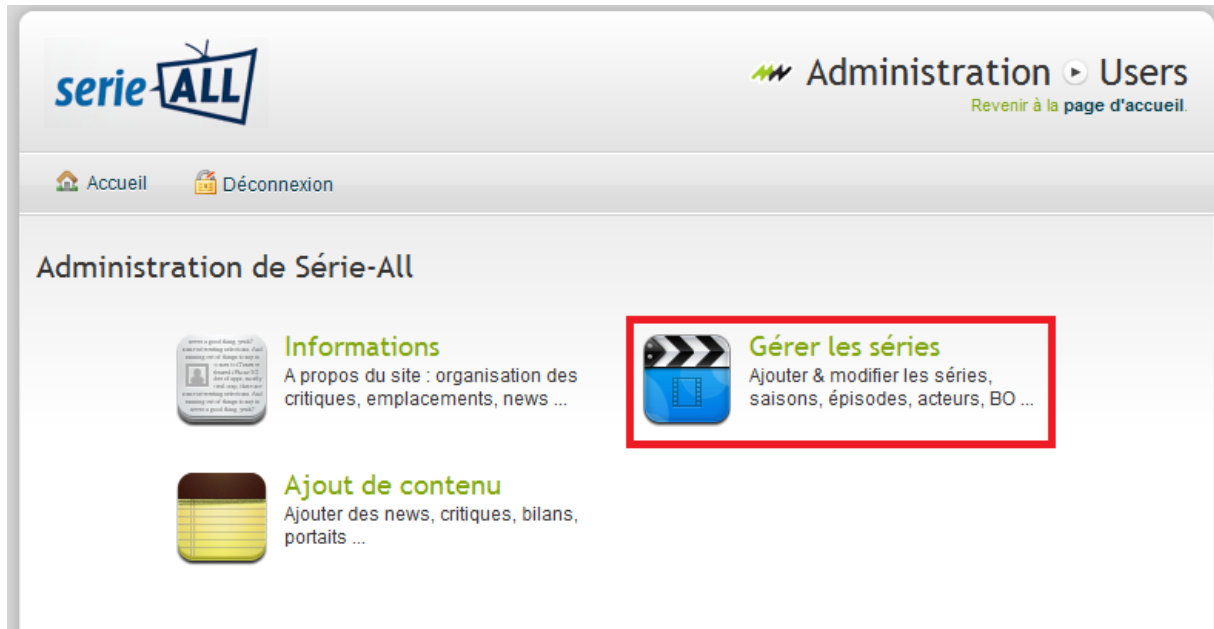 serie-ALL
Administration Users
Revenir à la page d'accueil.
Accueil
Déconnexion
Administration de Série-All
Informations
A propos du site : organisation des
critiques, emplacements, news ...
Gérer les séries
Ajouter & modifier les séries,
saisons, épisodes, acteurs, BO ...
Ajout de contenu
Ajouter des news, critiques, bilans,
portaits ...